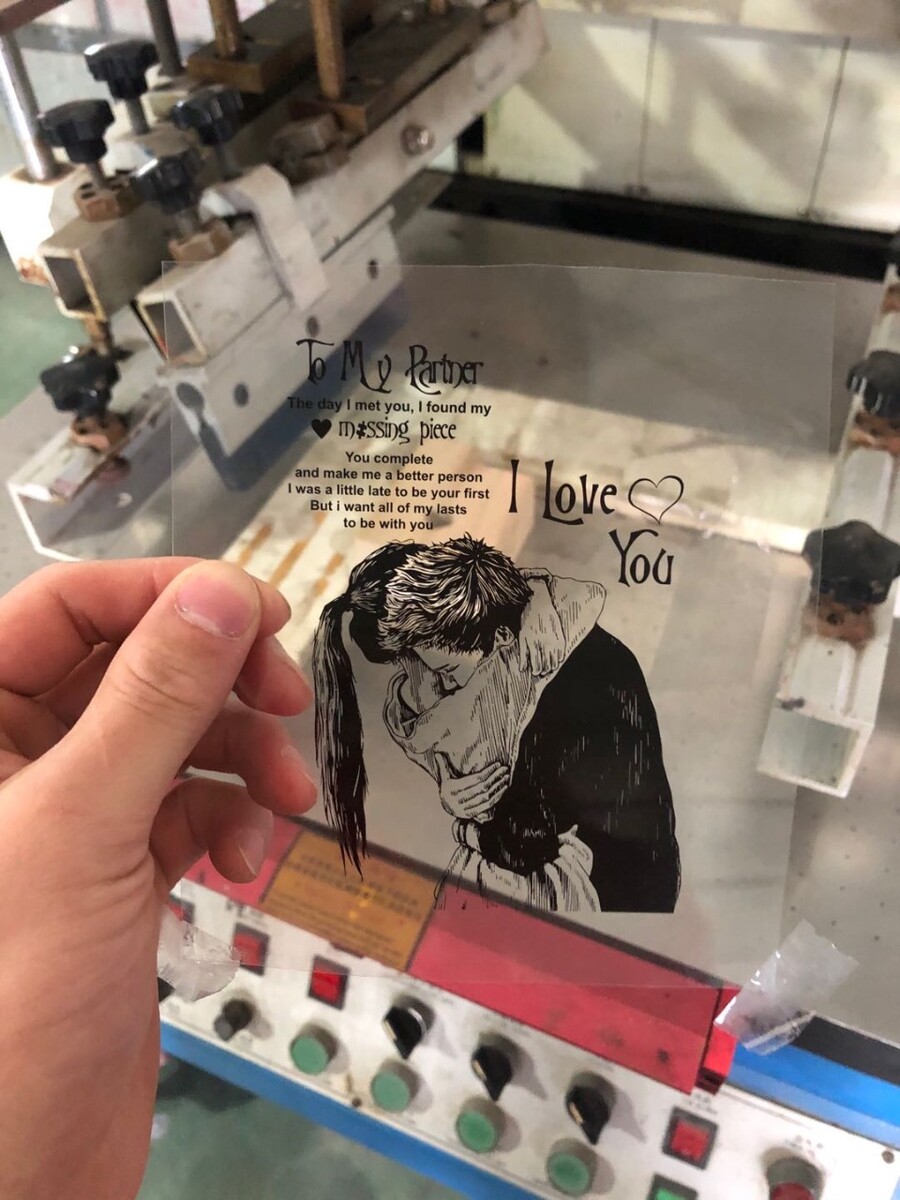 To My Partner
The day I met you, I found my
♥ m*ssing piece
You complete
and make me a better person
I was a little late to be your first
But i want all of my lasts
to be with you
I Love ♡
You